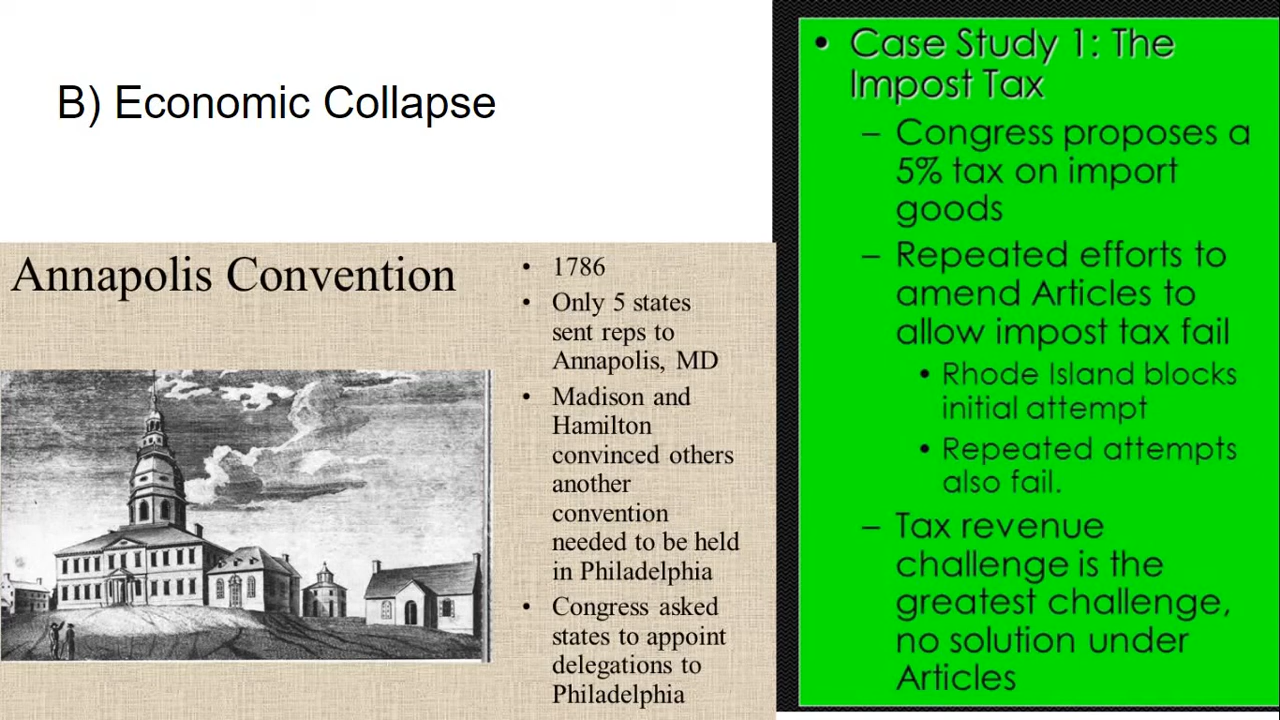 B) Economic Collapse
Annapolis Convention
• 1786
• Only 5 states
sent reps to
Annapolis, MD
• Madison and
Hamilton
convinced others
another
convention
needed to be held
in Philadelphia
• Congress asked
states to appoint
delegations to
Philadelphia
• Case Study 1: The
Impost Tax
– Congress proposes a
5% tax on import
goods
– Repeated efforts to
amend Articles to
allow impost tax fail
• Rhode Island blocks
initial attempt
• Repeated attempts
also fail.
– Tax revenue
challenge is the
greatest challenge,
no solution under
Articles